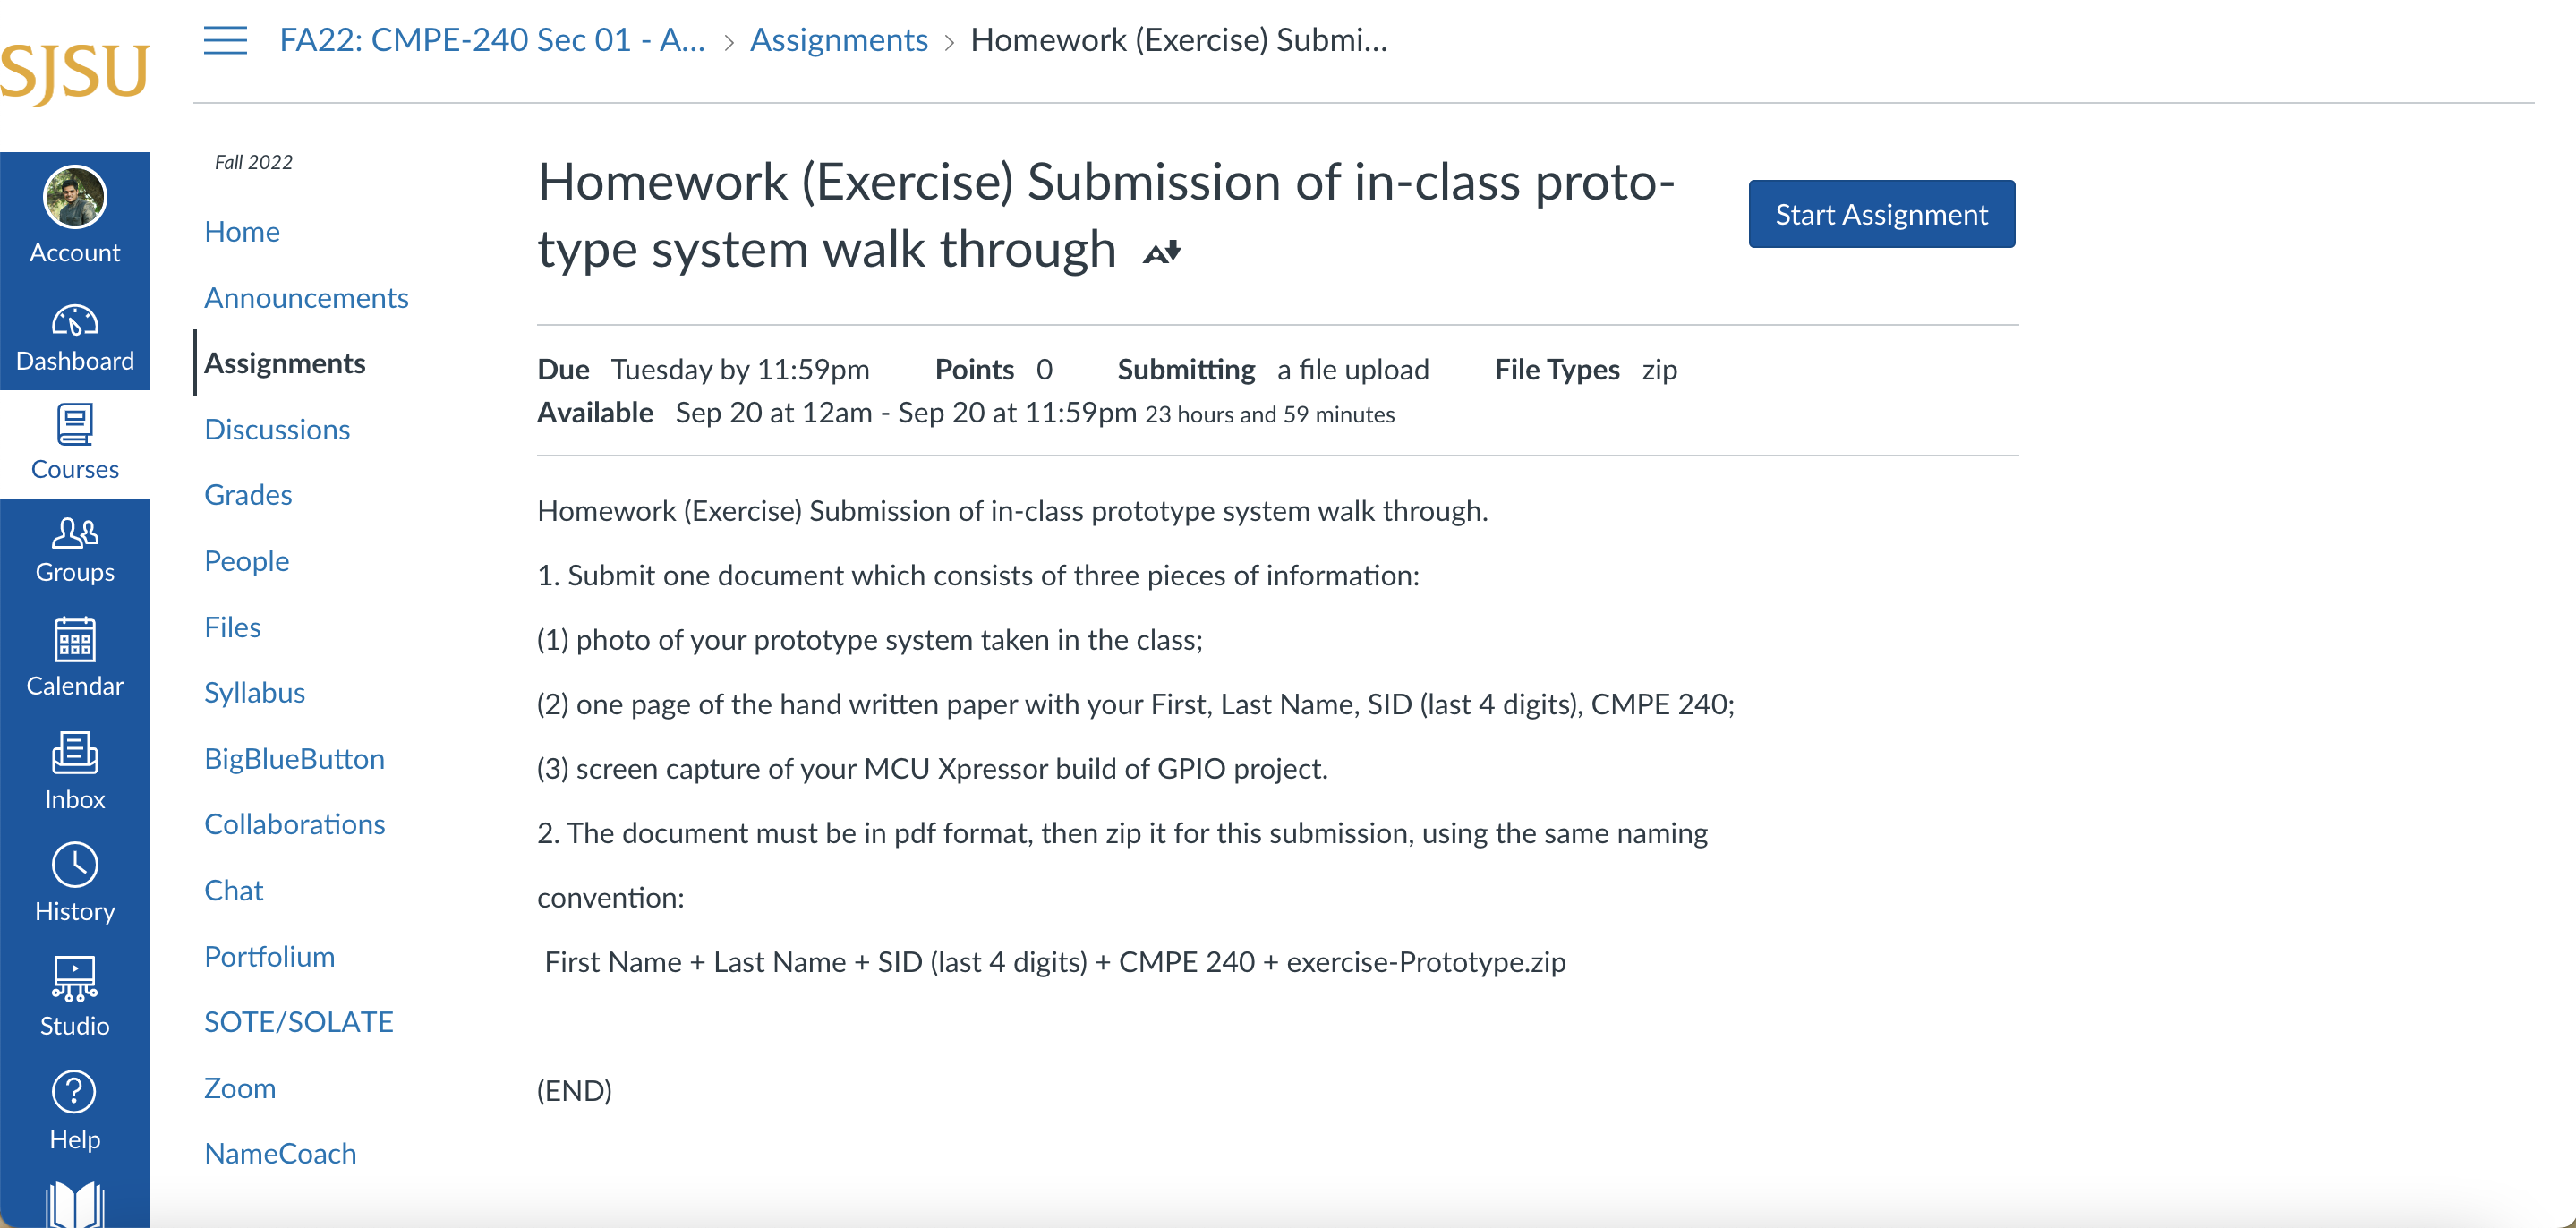 SJSU
FA22: CMPE-240 Sec 01 - A... > Assignments > Homework (Exercise) Submi...
Account
Dashboard
Courses
Groups
Calendar
Inbox
History
Studio
Help
Fall 2022
Home
Announcements
Assignments
Discussions
Grades
People
Files
Syllabus
BigBlueButton
Collaborations
Chat
Portfolium
SOTE/SOLATE
Zoom
NameCoach
Homework (Exercise) Submission of in-class proto-
type system walk through
Start Assignment
Due Tuesday by 11:59pm Points 0 Submitting a file upload File Types zip
Available Sep 20 at 12am - Sep 20 at 11:59pm 23 hours and 59 minutes
Homework (Exercise) Submission of in-class prototype system walk through.
1. Submit one document which consists of three pieces of information:
(1) photo of your prototype system taken in the class;
(2) one page of the hand written paper with your First, Last Name, SID (last 4 digits), CMPE 240;
(3) screen capture of your MCU Xpressor build of GPIO project.
2. The document must be in pdf format, then zip it for this submission, using the same naming
convention:
First Name + Last Name + SID (last 4 digits) + CMPE 240 + exercise-Prototype.zip
(END)